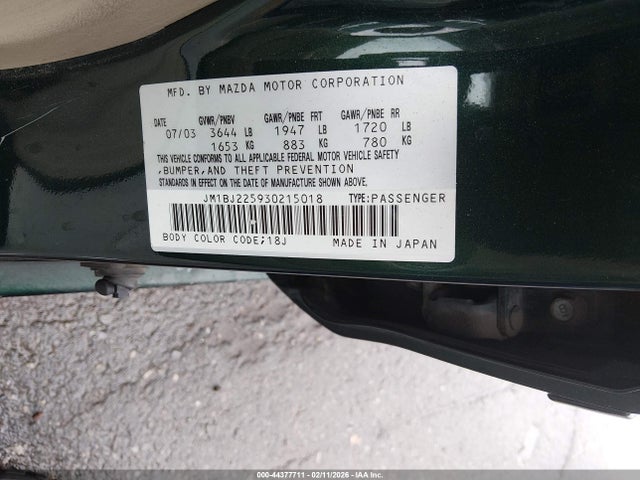 MFD. BY MAZDA MOTOR CORPORATION
DATE GVWR/PNBV GAWR/PNBE FRT GAWR/PNBE RR
07/03 3644 LB 1947 LB 1720 LB
1653 KG 883 KG 780 KG
THIS VEHICLE CONFORMS TO ALL APPLICABLE FEDERAL MOTOR VEHICLE SAFETY
,BUMPER,AND THEFT PREVENTION
STANDARDS IN EFFECT ON THE DATE OF MANUFACTURE SHOWN ABOVE.
JM1BJ225930215018 TYPE:PASSENGER
BODY COLOR CODE;18J MADE IN JAPAN
000-44377711 - 02/11/2026 - IAA Inc.